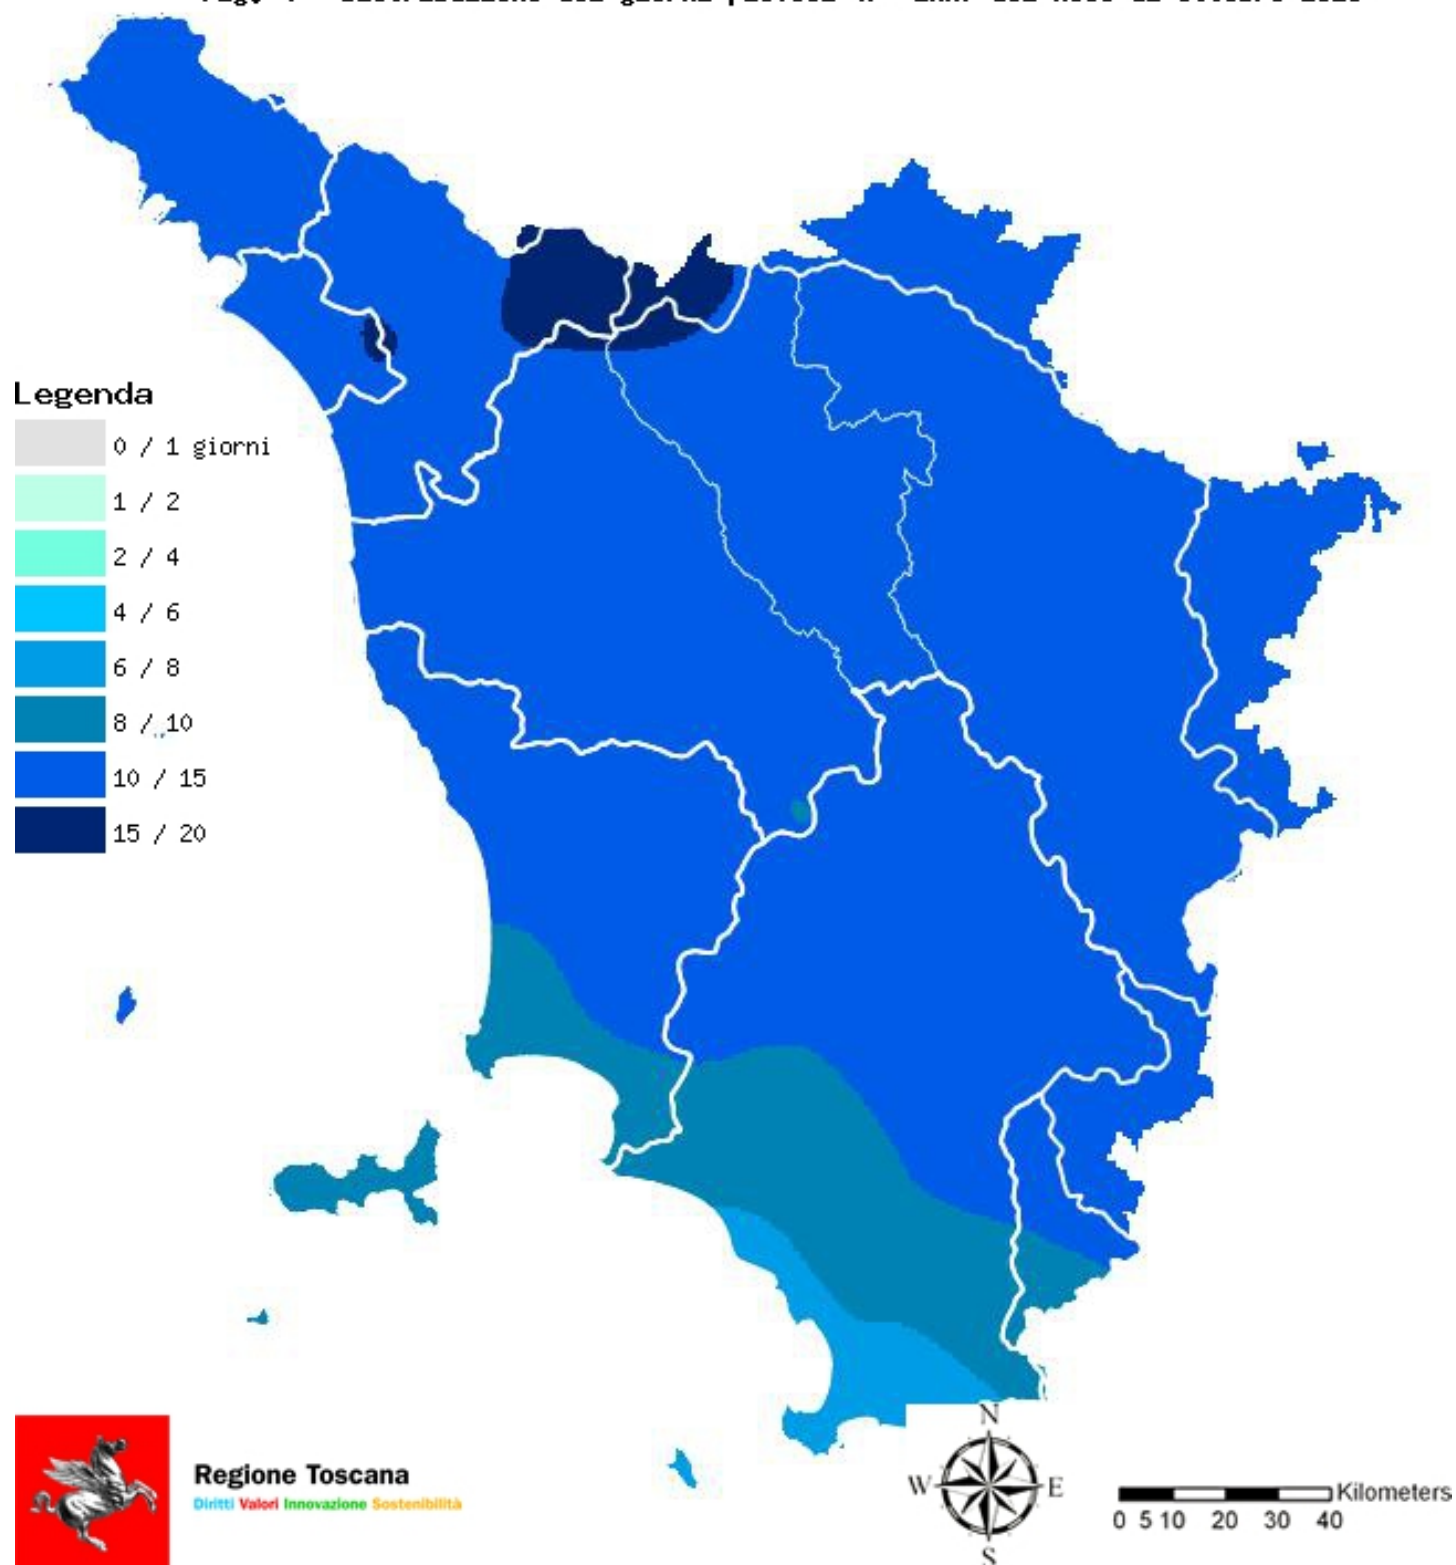 Legenda
0 / 1 giorni
1 / 2
2 / 4
4 / 6
6 / 8
8 / 10
10 / 15
15 / 20
Regione Toscana
Diritti Valori Innovazione Sostenibilità
N
W E
S
Kilometers
0 5 10 20 30 40